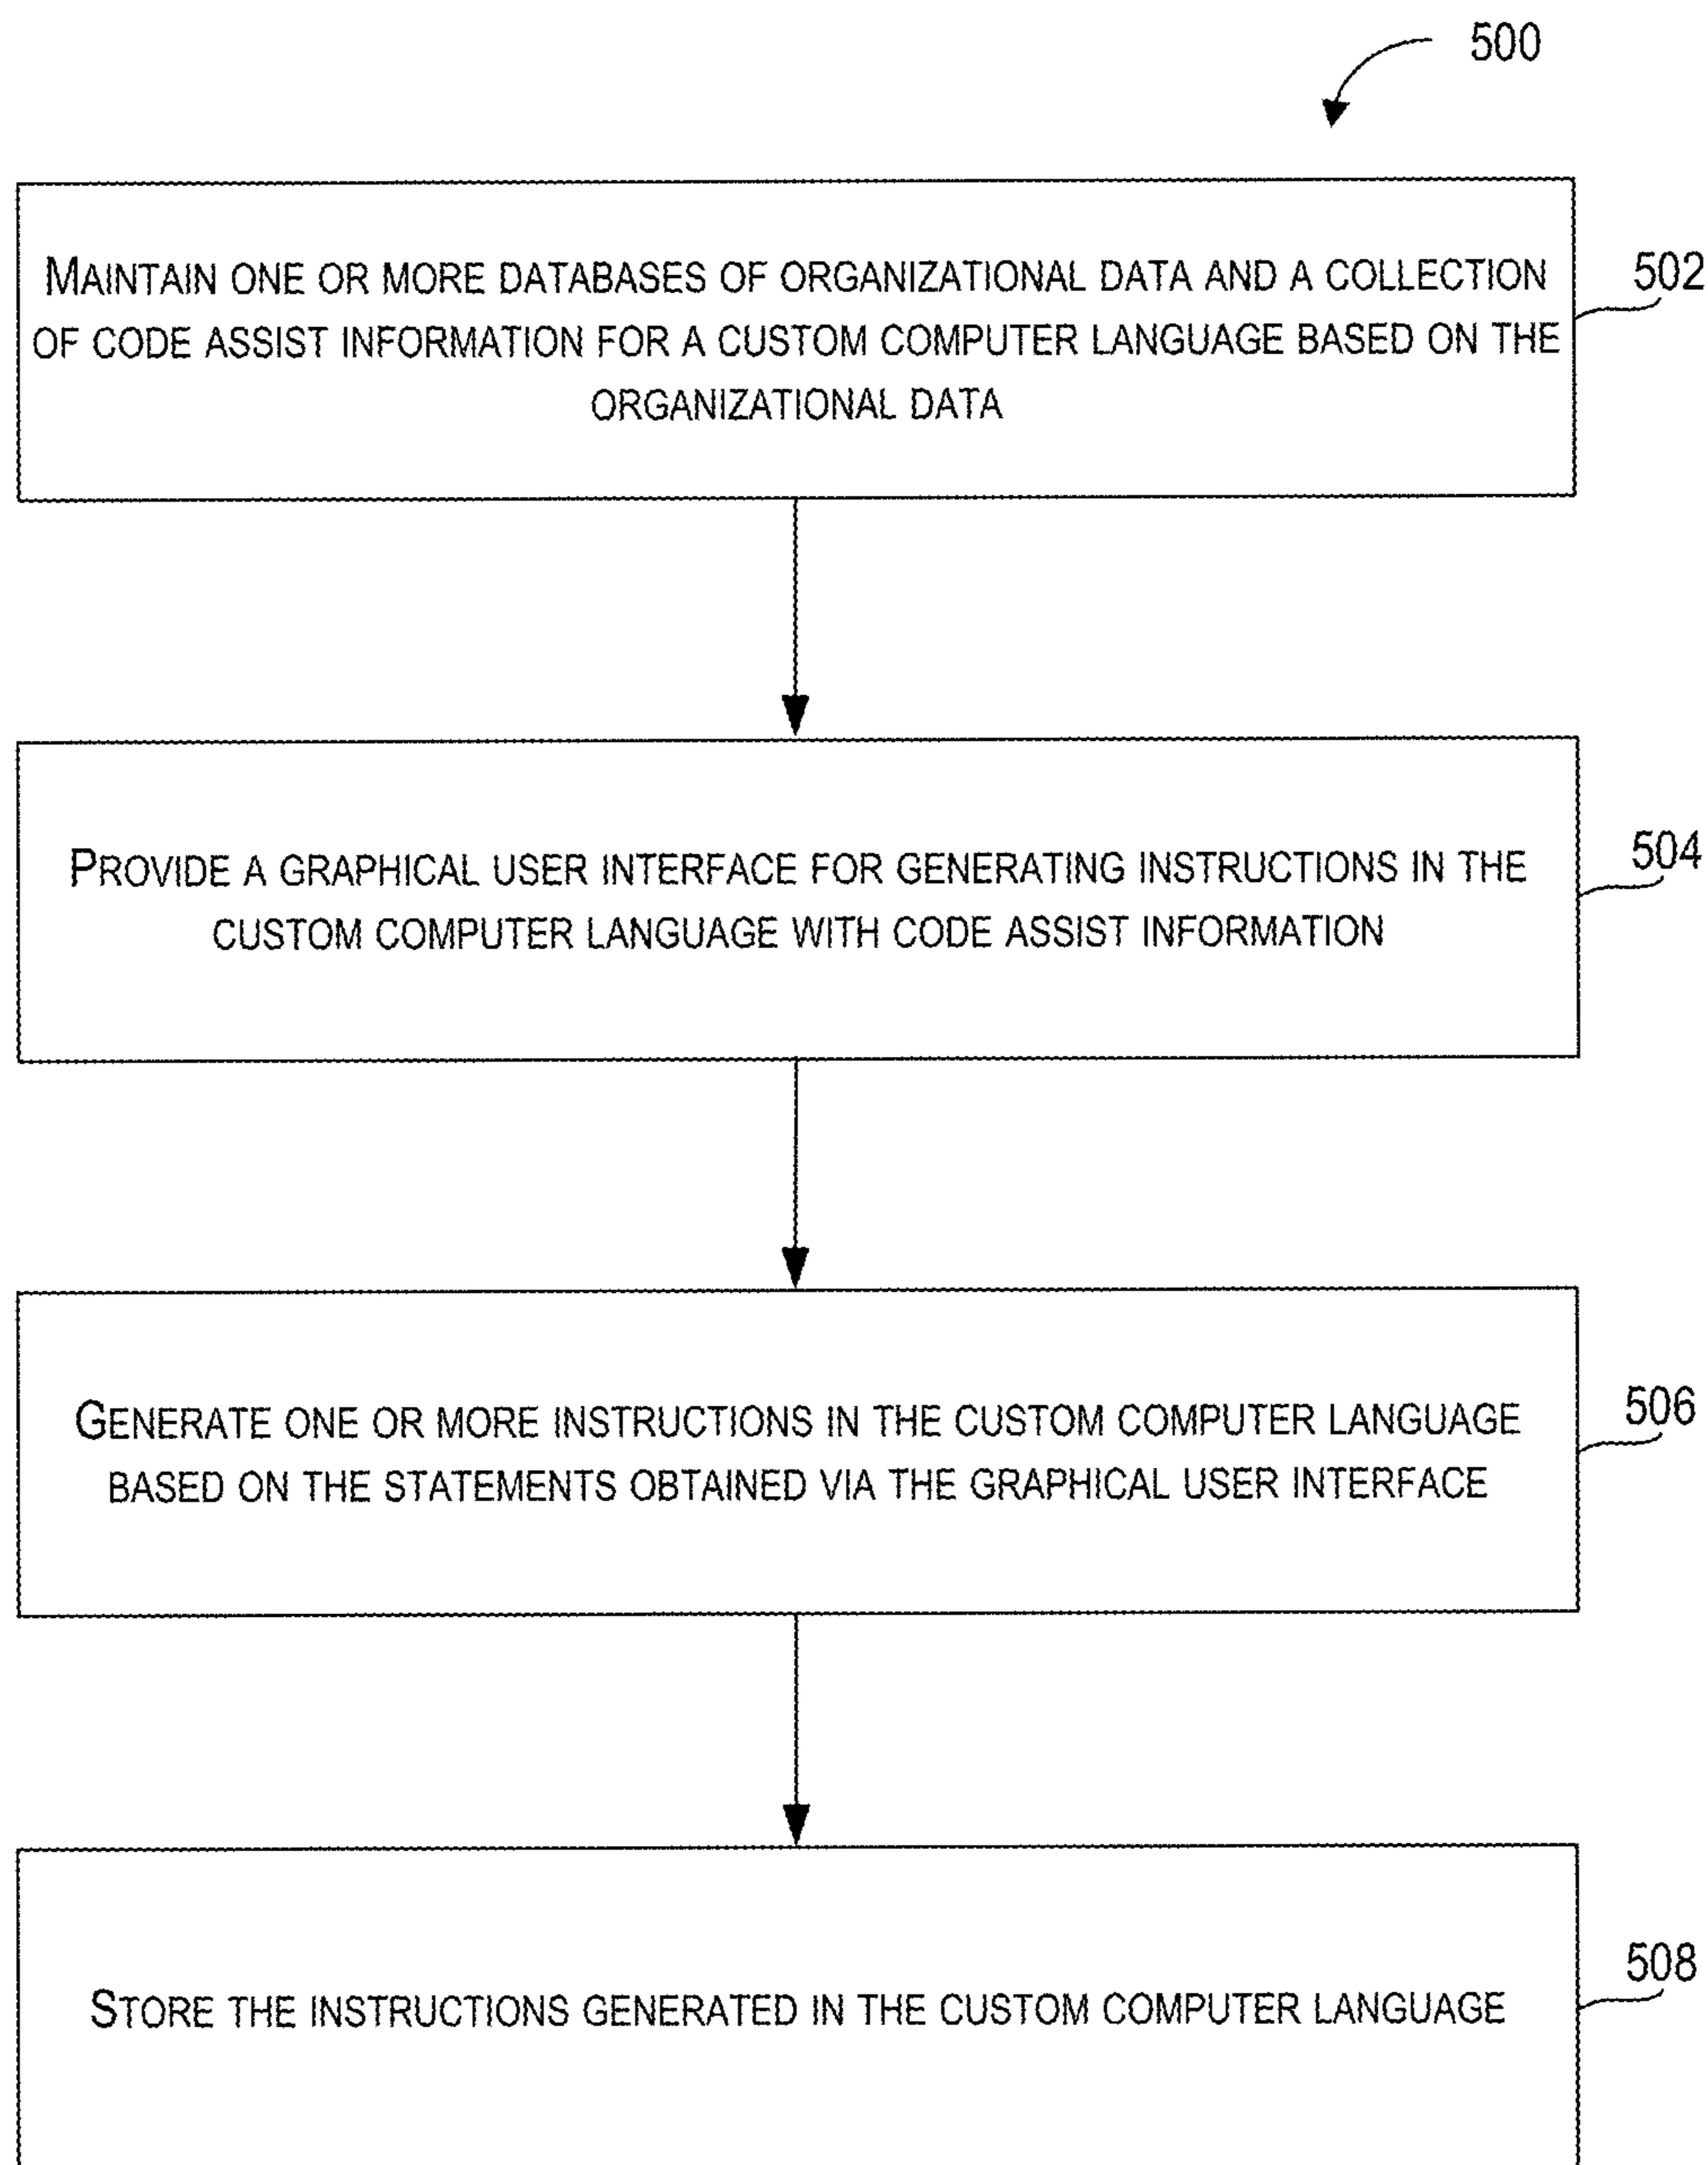 500
MAINTAIN ONE OR MORE DATABASES OF ORGANIZATIONAL DATA AND A COLLECTION
OF CODE ASSIST INFORMATION FOR A CUSTOM COMPUTER LANGUAGE BASED ON THE
ORGANIZATIONAL DATA
502
PROVIDE A GRAPHICAL USER INTERFACE FOR GENERATING INSTRUCTIONS IN THE
CUSTOM COMPUTER LANGUAGE WITH CODE ASSIST INFORMATION
504
GENERATE ONE OR MORE INSTRUCTIONS IN THE CUSTOM COMPUTER LANGUAGE
BASED ON THE STATEMENTS OBTAINED VIA THE GRAPHICAL USER INTERFACE
506
STORE THE INSTRUCTIONS GENERATED IN THE CUSTOM COMPUTER LANGUAGE
508